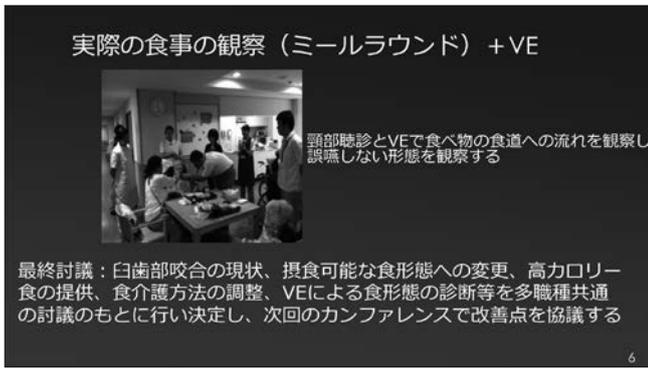 実際の食事の観察（ミールラウンド）＋VE
頸部聴診とVEで食べ物の食道への流れを観察し
誤嚥しない形態を観察する
最終討議：臼歯部咬合の現状、摂食可能な食形態への変更、高カロリー
食の提供、食介護方法の調整、VEによる食形態の診断等を多職種共通
の討議のもとに行い決定し、次回のカンファレンスで改善点を協議する
6